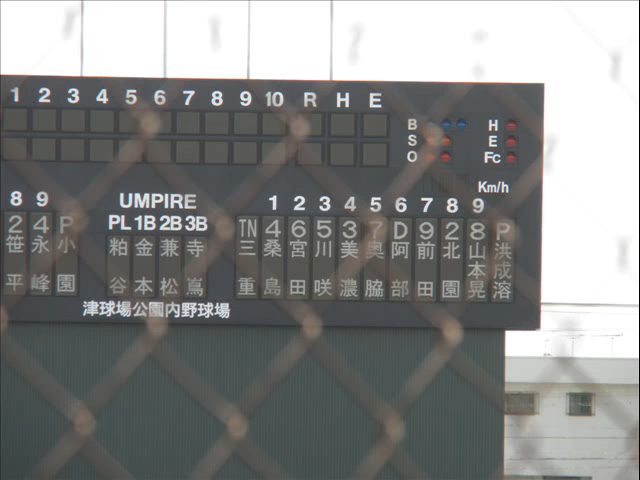 1 2 3 4 5 6 7 8 9 10 R H E
B H
S E
O Fc
Km/h
8 9 UMPIRE 1 2 3 4 5 6 7 8 9
PL 1B 2B 3B
2 4 P TN 4 6 5 3 7 D 9 2 8 P
笹平 永峰 小園 粕谷 金本 兼松 寺嶌 三重 桑島 宮田 川咲 美濃 奥脇 阿部 前田 北園 山本晃 洪成溶
津球場公園内野球場